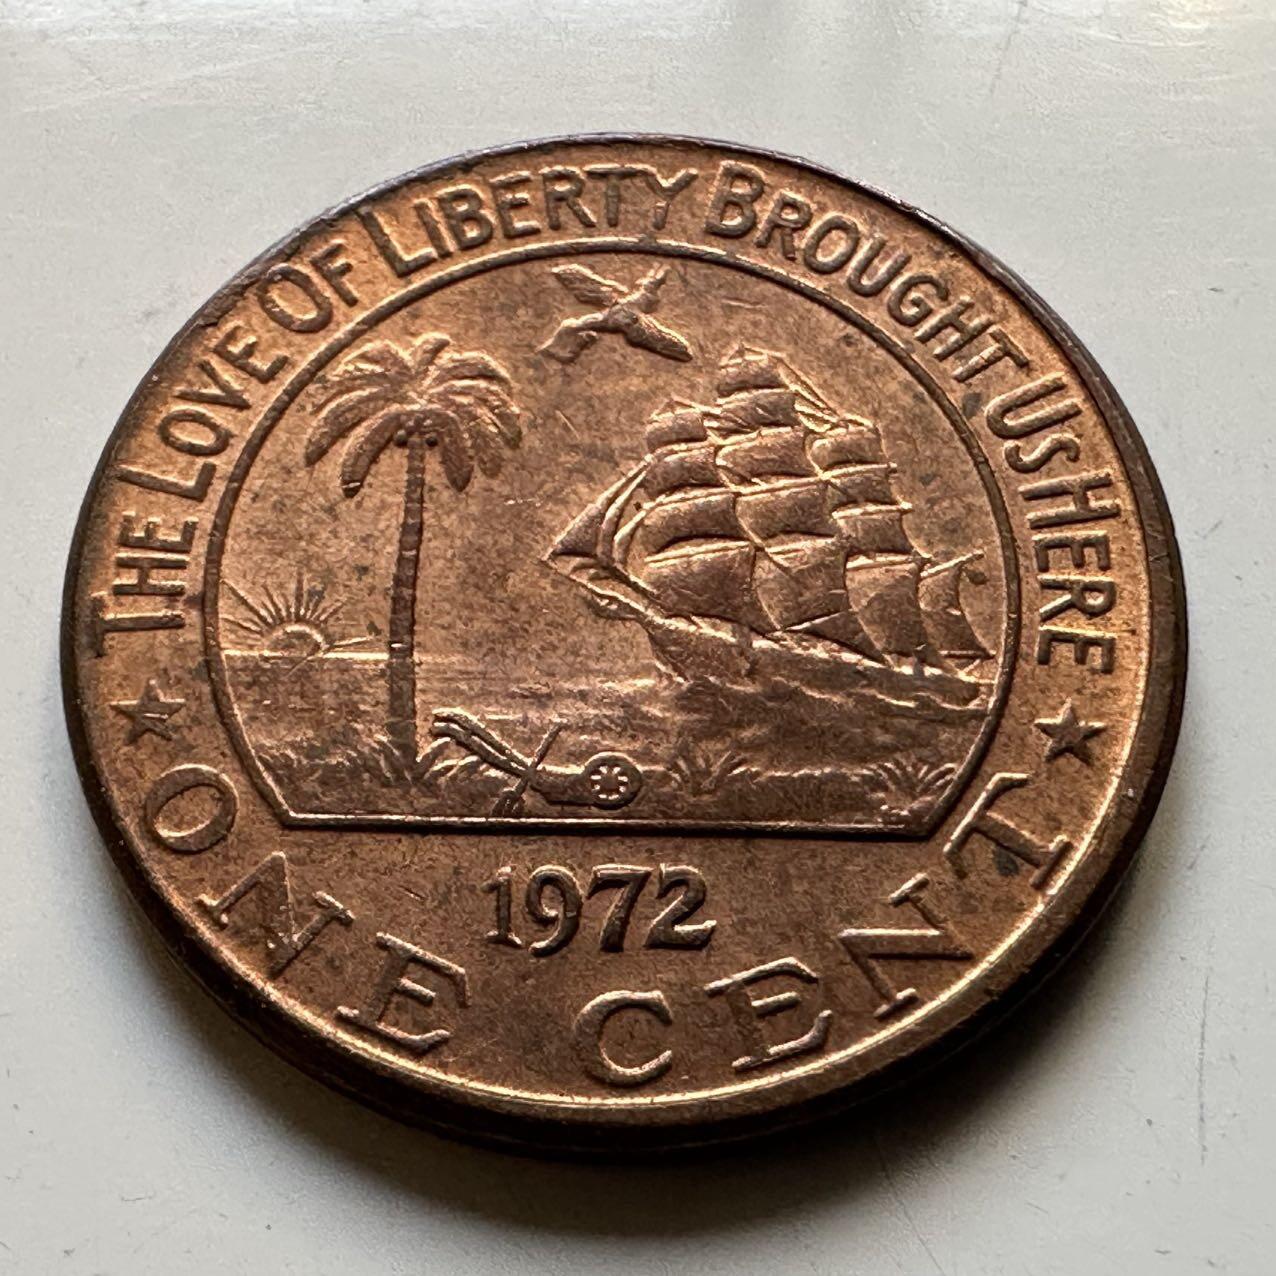 THE LOVE OF LIBERTY BROUGHT US HERE
1972
★ ONE CENT ★